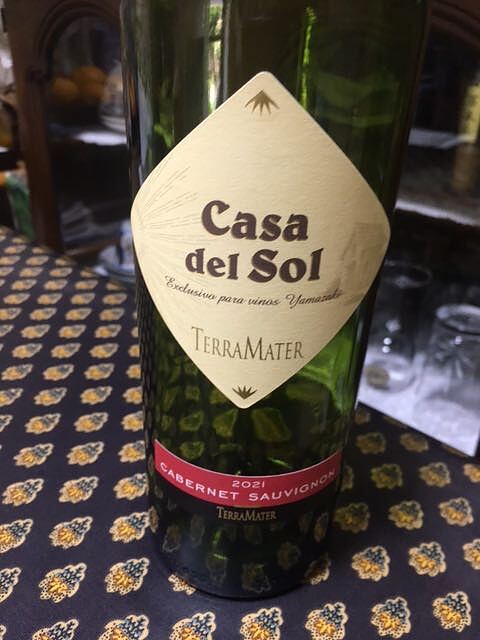 Casa
del Sol
Exclusivo para vinos Yamazaki
TERRAMATER
2021
CABERNET SAUVIGNON
TERRAMATER